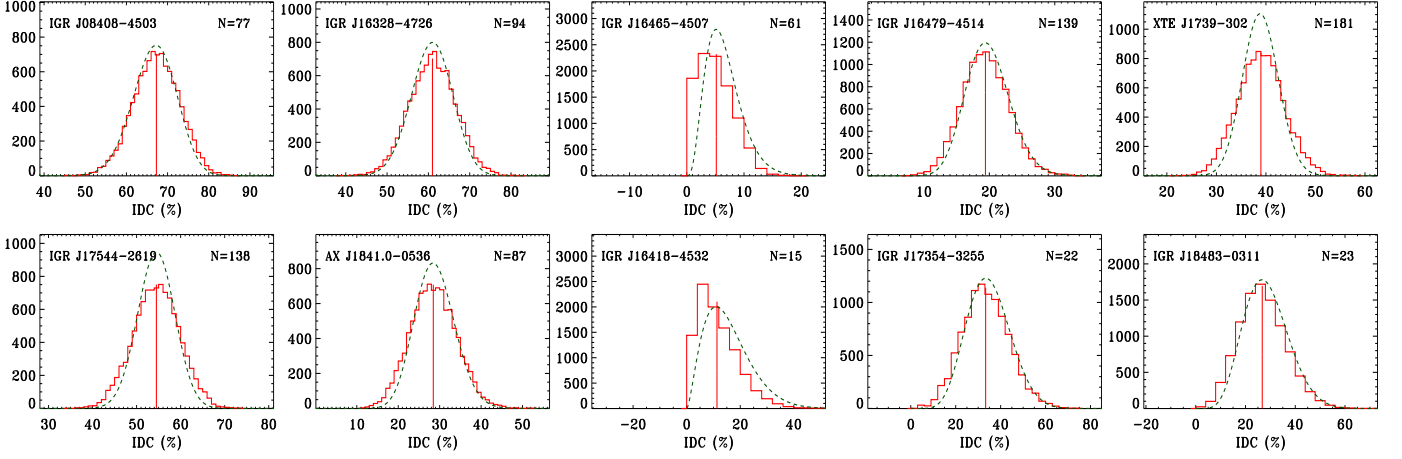 IGR J08408-4503 N=77
1000
800
600
400
200
0
40 50 60 70 80 90
IDC (%)
IGR J16328-4726 N=94
1000
800
600
400
200
0
40 50 60 70 80
IDC (%)
IGR J16465-4507 N=61
3000
2500
2000
1500
1000
500
0
-10 0 10 20
IDC (%)
IGR J16479-4514 N=139
1400
1200
1000
800
600
400
200
0
10 20 30
IDC (%)
XTE J1739-302 N=181
1000
800
600
400
200
0
20 30 40 50 60
IDC (%)
IGR J17544-2619 N=138
1000
800
600
400
200
0
30 40 50 60 70 80
IDC (%)
AX J1841.0-0536 N=87
800
600
400
200
0
10 20 30 40 50
IDC (%)
IGR J16418-4532 N=15
3000
2500
2000
1500
1000
500
0
-20 0 20 40
IDC (%)
IGR J17354-3255 N=22
1500
1000
500
0
0 20 40 60 80
IDC (%)
IGR J18483-0311 N=23
2000
1500
1000
500
0
-20 0 20 40 60
IDC (%)